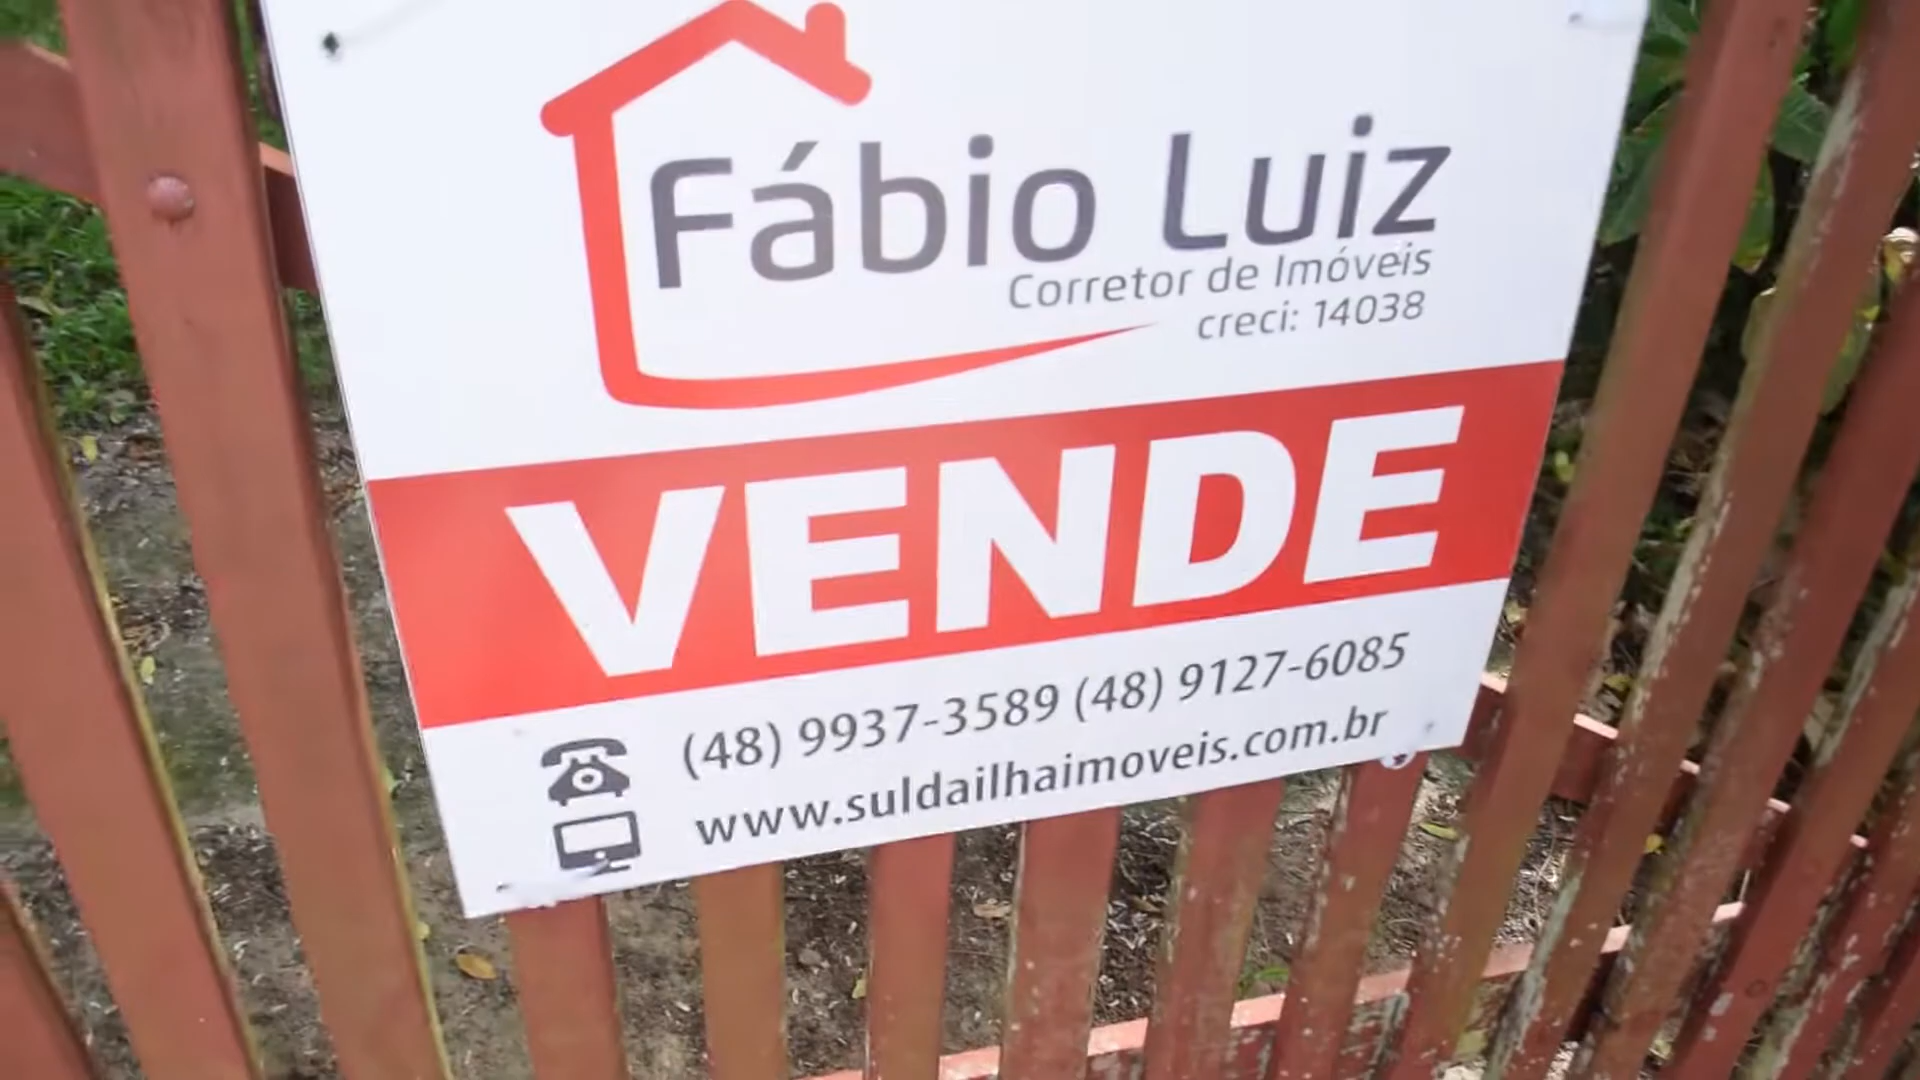 Fábio Luiz
Corretor de Imóveis
creci: 14038
VENDE
(48) 9937-3589 (48) 9127-6085
www.suldailhaimoveis.com.br